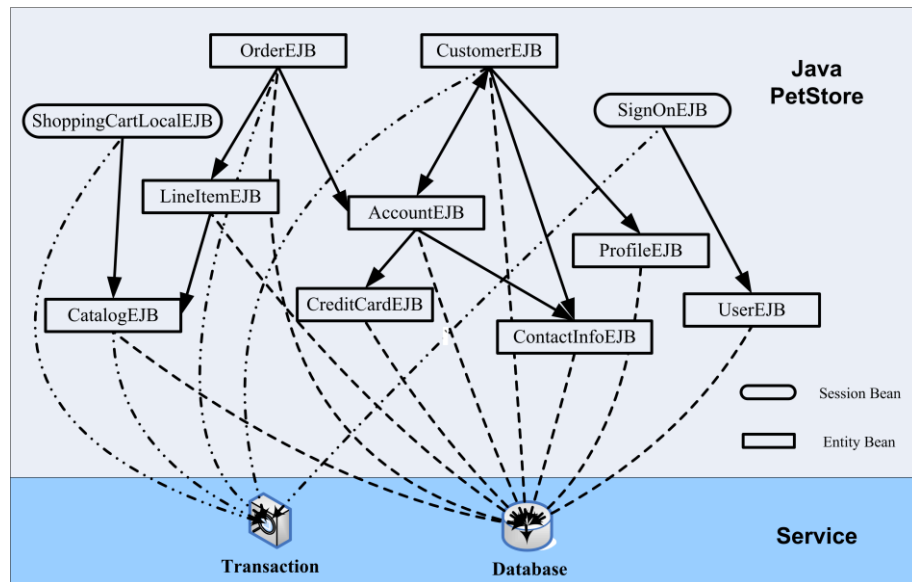 OrderEJB
CustomerEJB
Java
PetStore
ShoppingCartLocalEJB
SignOnEJB
LineItemEJB
AccountEJB
ProfileEJB
CatalogEJB
CreditCardEJB
ContactInfoEJB
UserEJB
Session Bean
Entity Bean
Service
Transaction
Database